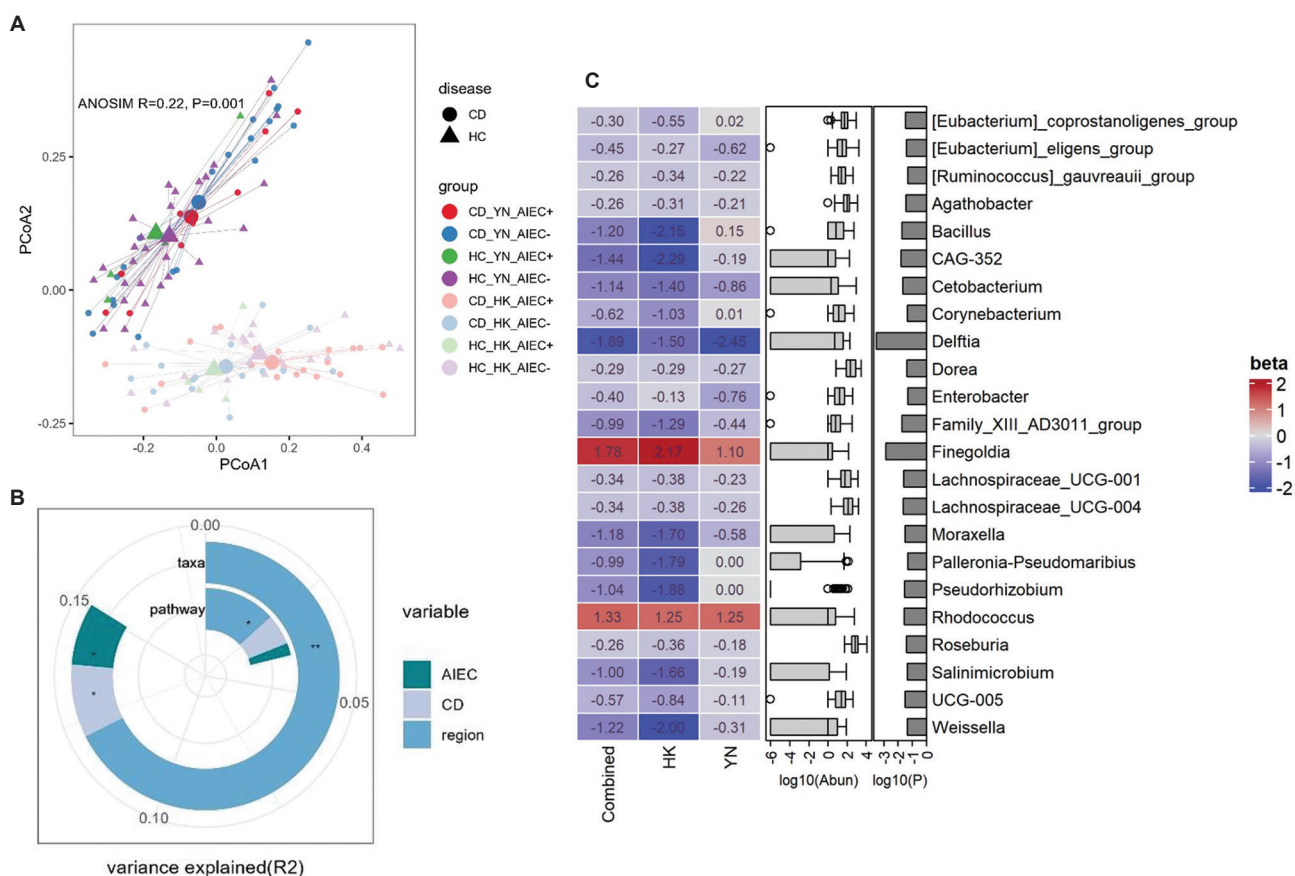 A
ANOSIM R=0.22, P=0.001
PCoA2
0.25
0.00
-0.25
-0.2
0.0
0.2
0.4
0.6
PCoA1
disease
CD
HC
group
CD_YN_AIEC+
CD_YN_AIEC-
HC_YN_AIEC+
HC_YN_AIEC-
CD_HK_AIEC+
CD_HK_AIEC-
HC_HK_AIEC+
HC_HK_AIEC-
B
0.00
taxa
pathway
0.15
0.05
0.10
*
**
*
*
variance explained(R2)
variable
AIEC
CD
region
C
-0.30 -0.55 0.02 [Eubacterium]_coprostanoligenes_group
-0.45 -0.27 -0.62 [Eubacterium]_eligens_group
-0.26 -0.34 -0.22 [Ruminococcus]_gauvreauii_group
-0.26 -0.31 -0.21 Agathobacter
-1.20 -2.15 0.15 Bacillus
-1.44 -2.29 -0.19 CAG-352
-1.14 -1.40 -0.86 Cetobacterium
-0.62 -1.03 0.01 Corynebacterium
-1.89 -1.50 -2.45 Delftia
-0.29 -0.29 -0.27 Dorea
-0.40 -0.13 -0.76 Enterobacter
-0.99 -1.29 -0.44 Family_XIII_AD3011_group
1.78 2.17 1.10 Finegoldia
-0.34 -0.38 -0.23 Lachnospiraceae_UCG-001
-0.34 -0.38 -0.26 Lachnospiraceae_UCG-004
-1.18 -1.70 -0.58 Moraxella
-0.99 -1.79 0.00 Palleronia-Pseudomaribius
-1.04 -1.88 0.00 Pseudorhizobium
1.33 1.25 1.25 Rhodococcus
-0.26 -0.36 -0.18 Roseburia
-1.00 -1.66 -0.19 Salinimicrobium
-0.57 -0.84 -0.11 UCG-005
-1.22 -2.00 -0.31 Weissella
Combined HK YN
-6 -4 -2 0 2 4
log10(Abun)
-3 -2 -1 0
log10(P)
beta
2
1
0
-1
-2